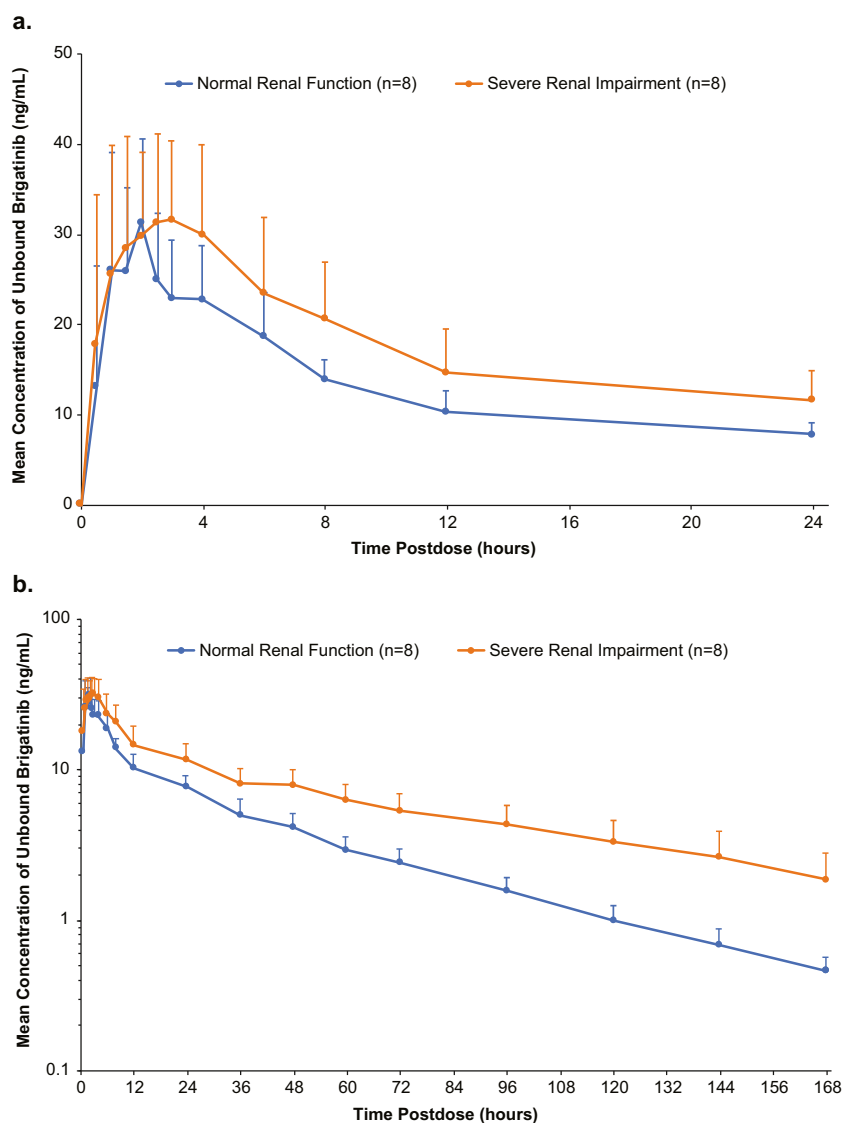 a.
Mean Concentration of Unbound Brigatinib (ng/mL)
50
40
30
20
10
0
Normal Renal Function (n=8) Severe Renal Impairment (n=8)
0 4 8 12 16 20 24
Time Postdose (hours)
b.
Mean Concentration of Unbound Brigatinib (ng/mL)
100
10
1
0.1
Normal Renal Function (n=8) Severe Renal Impairment (n=8)
0 12 24 36 48 60 72 84 96 108 120 132 144 156 168
Time Postdose (hours)